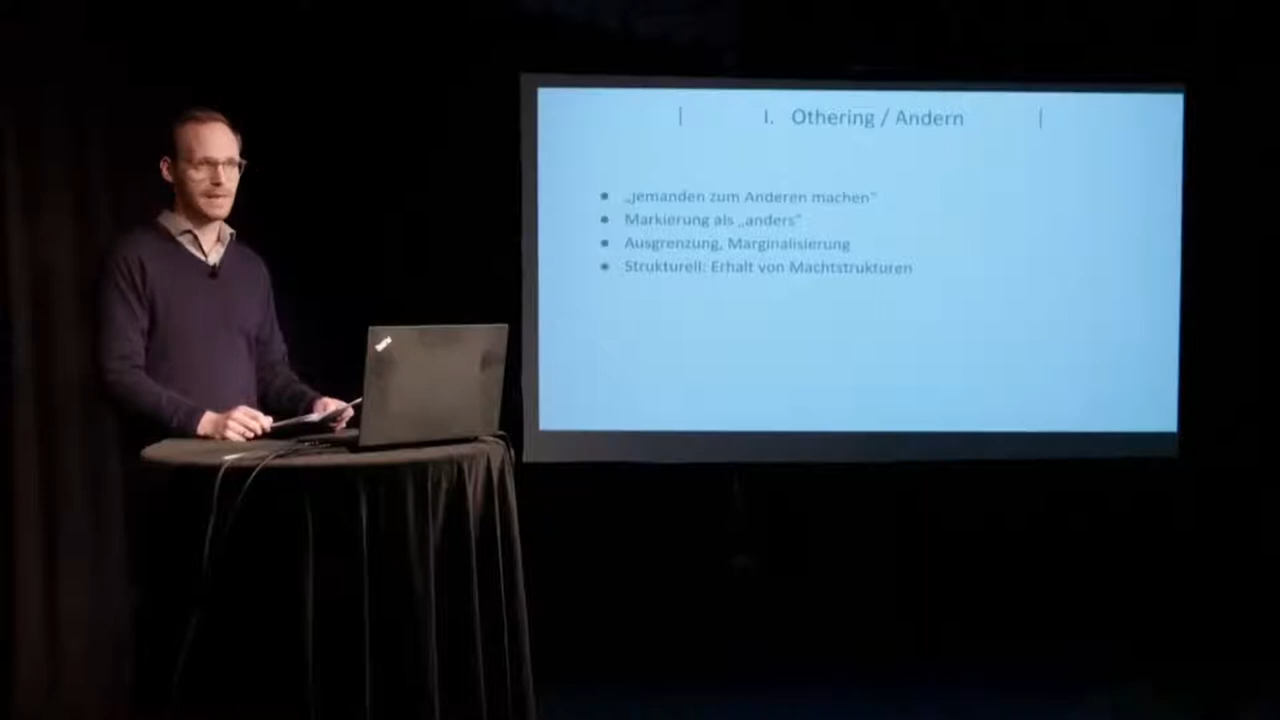 I. Othering / Andern
„jemanden zum Anderen machen“
Markierung als „anders“
Ausgrenzung, Marginalisierung
Strukturell: Erhalt von Machtstrukturen